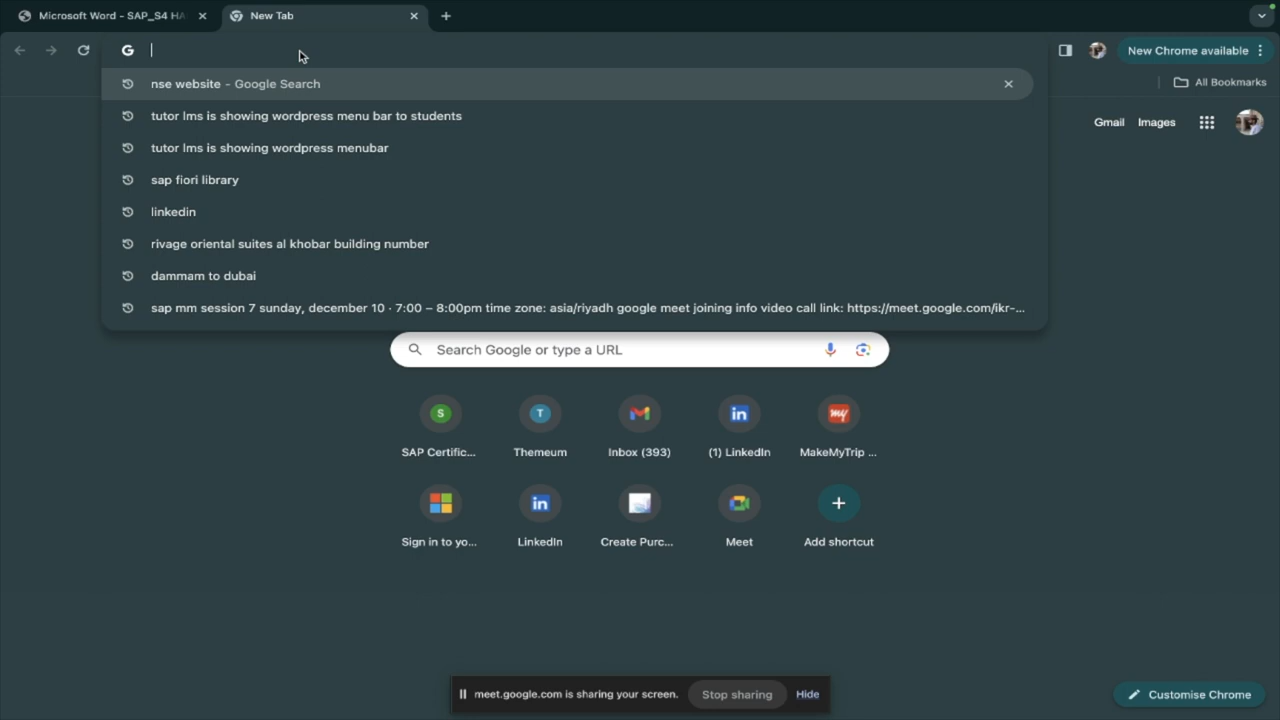 Microsoft Word - SAP_S4 HA
New Tab
New Chrome available
nse website - Google Search
All Bookmarks
tutor lms is showing wordpress menu bar to students
Gmail
Images
tutor lms is showing wordpress menubar
sap fiori library
linkedin
rivage oriental suites al khobar building number
dammam to dubai
sap mm session 7 sunday, december 10 · 7:00 – 8:00pm time zone: asia/riyadh google meet joining info video call link: https://meet.google.com/ikr-...
Search Google or type a URL
SAP Certific...
Themeum
Inbox (393)
(1) LinkedIn
MakeMyTrip ...
Sign in to yo...
LinkedIn
Create Purc...
Meet
Add shortcut
meet.google.com is sharing your screen.
Stop sharing
Hide
Customise Chrome